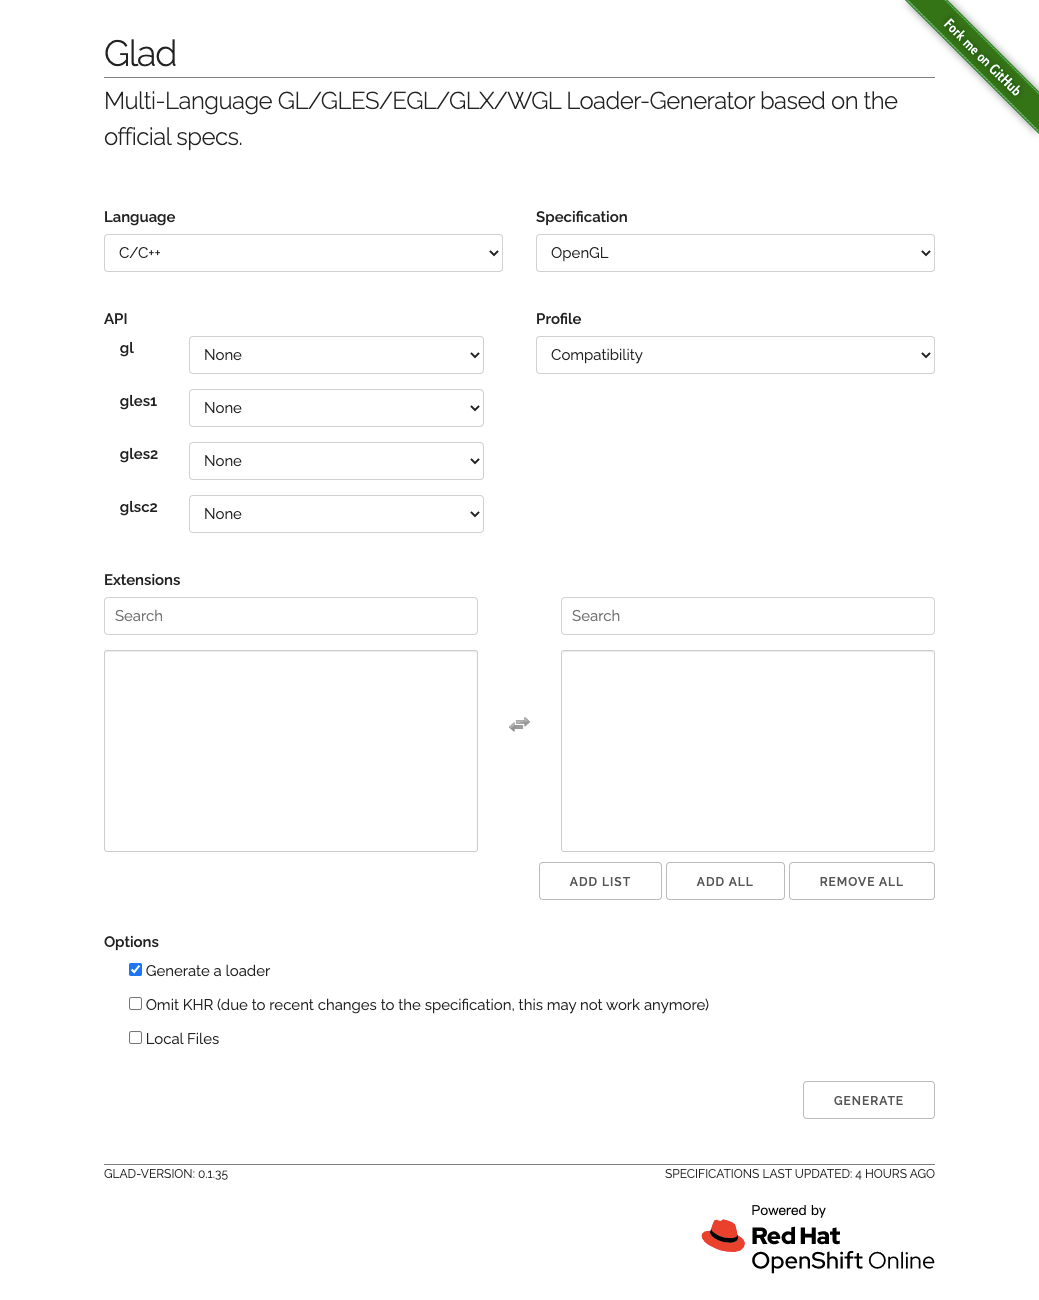 Glad
Fork me on GitHub
Multi-Language GL/GLES/EGL/GLX/WGL Loader-Generator based on the
official specs.
Language
Specification
C/C++
OpenGL
API
Profile
gl
None
Compatibility
gles1
None
gles2
None
glsc2
None
Extensions
Search
Search
ADD LIST
ADD ALL
REMOVE ALL
Options
Generate a loader
Omit KHR (due to recent changes to the specification, this may not work anymore)
Local Files
GENERATE
GLAD-VERSION: 0.1.35
SPECIFICATIONS LAST UPDATED: 4 HOURS AGO
Powered by
Red Hat
OpenShift Online